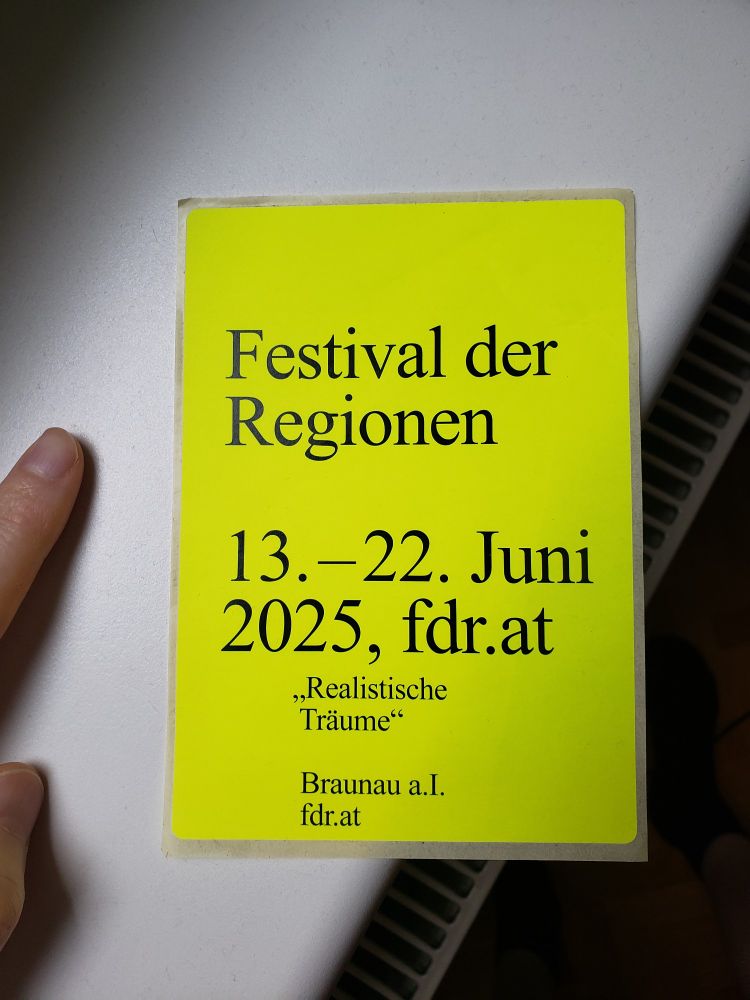 Festival der
Regionen
13.–22. Juni
2025, fdr.at
„Realistische
Träume“
Braunau a.I.
fdr.at